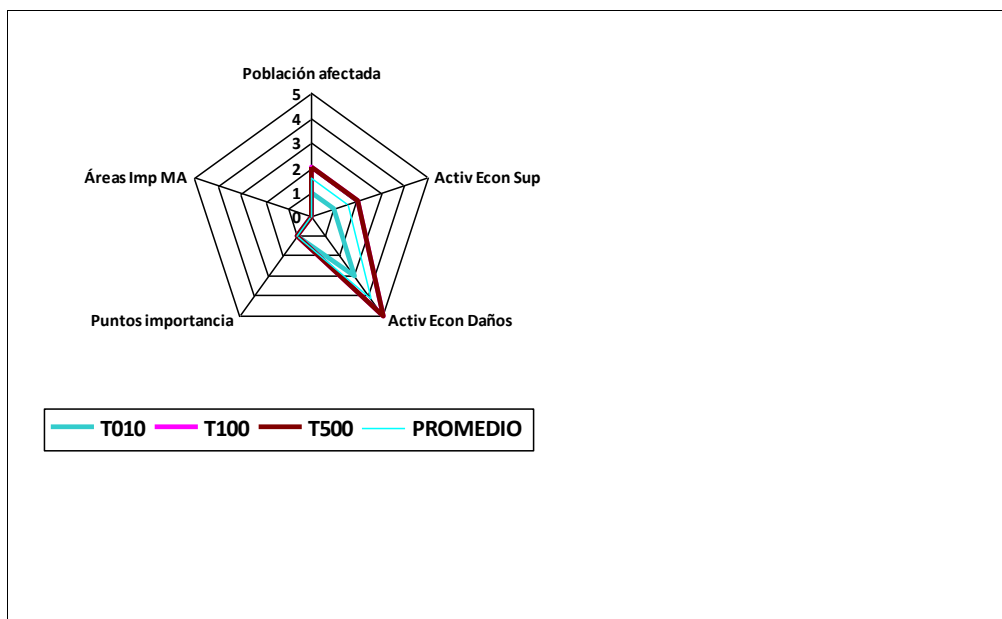 Población afectada
5
4
3
2
1
0
Áreas Imp MA
Activ Econ Sup
Puntos importancia
Activ Econ Daños
T010 T100 T500 PROMEDIO